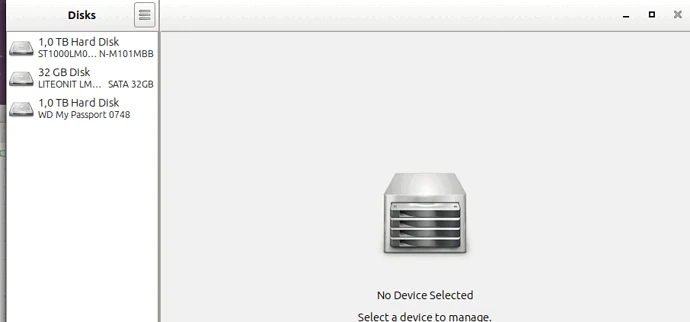 Disks
1,0 TB Hard Disk
ST1000LM0... N-M101MBB
32 GB Disk
LITEONIT LM... SATA 32GB
1,0 TB Hard Disk
WD My Passport 0748
No Device Selected
Select a device to manage.